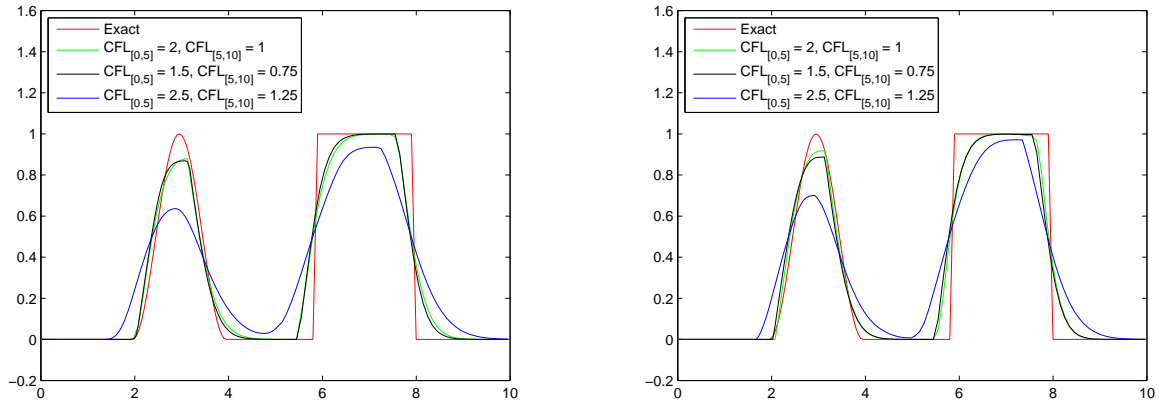 1.6
1.4
1.2
1
0.8
0.6
0.4
0.2
0
−0.2
0 2 4 6 8 10
Exact
CFL[0,5] = 2, CFL[5,10] = 1
CFL[0,5] = 1.5, CFL[5,10] = 0.75
CFL[0.5] = 2.5, CFL[5,10] = 1.25
1.6
1.4
1.2
1
0.8
0.6
0.4
0.2
0
−0.2
0 2 4 6 8 10
Exact
CFL[0,5] = 2, CFL[5,10] = 1
CFL[0,5] = 1.5, CFL[5,10] = 0.75
CFL[0.5] = 2.5, CFL[5,10] = 1.25